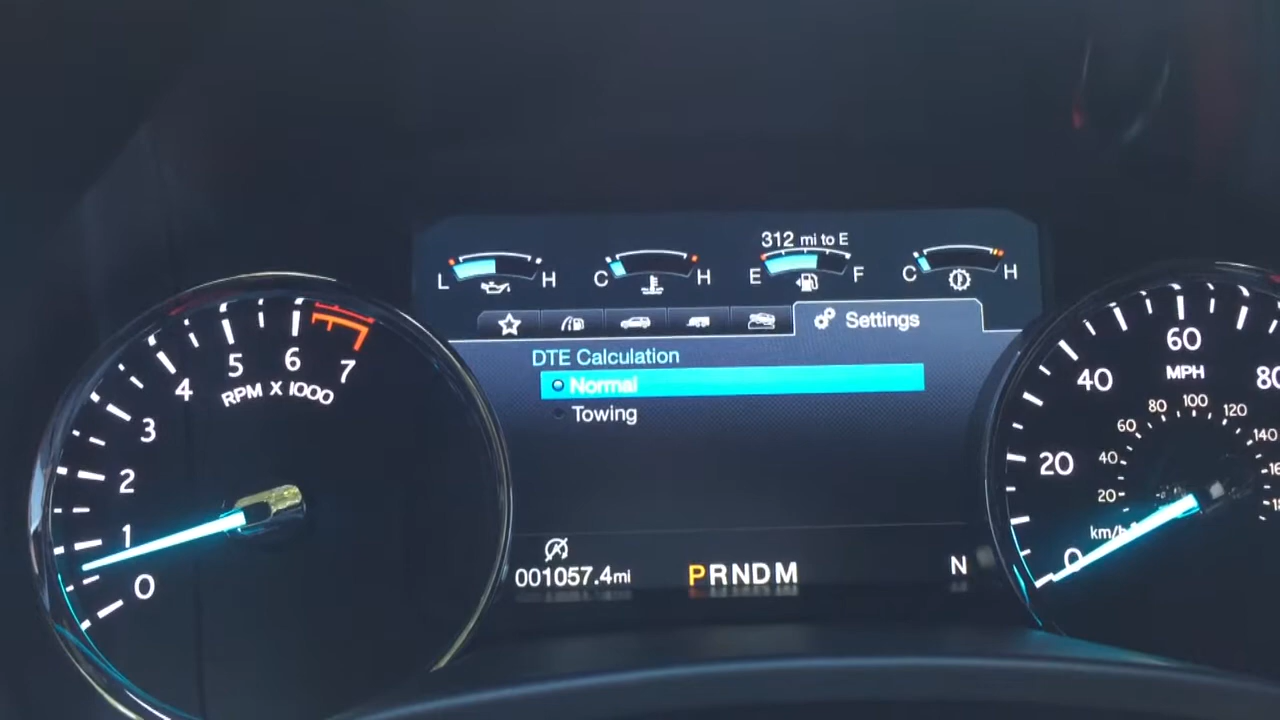 312 mi to E
L H
C H
E F
C H
Settings
DTE Calculation
Normal
Towing
001057.4mi
PRNDM
N
0
1
2
3
4
5
6
7
RPM X 1000
0
20
40
60
80
MPH
km/h
20
40
60
80
100
120
140